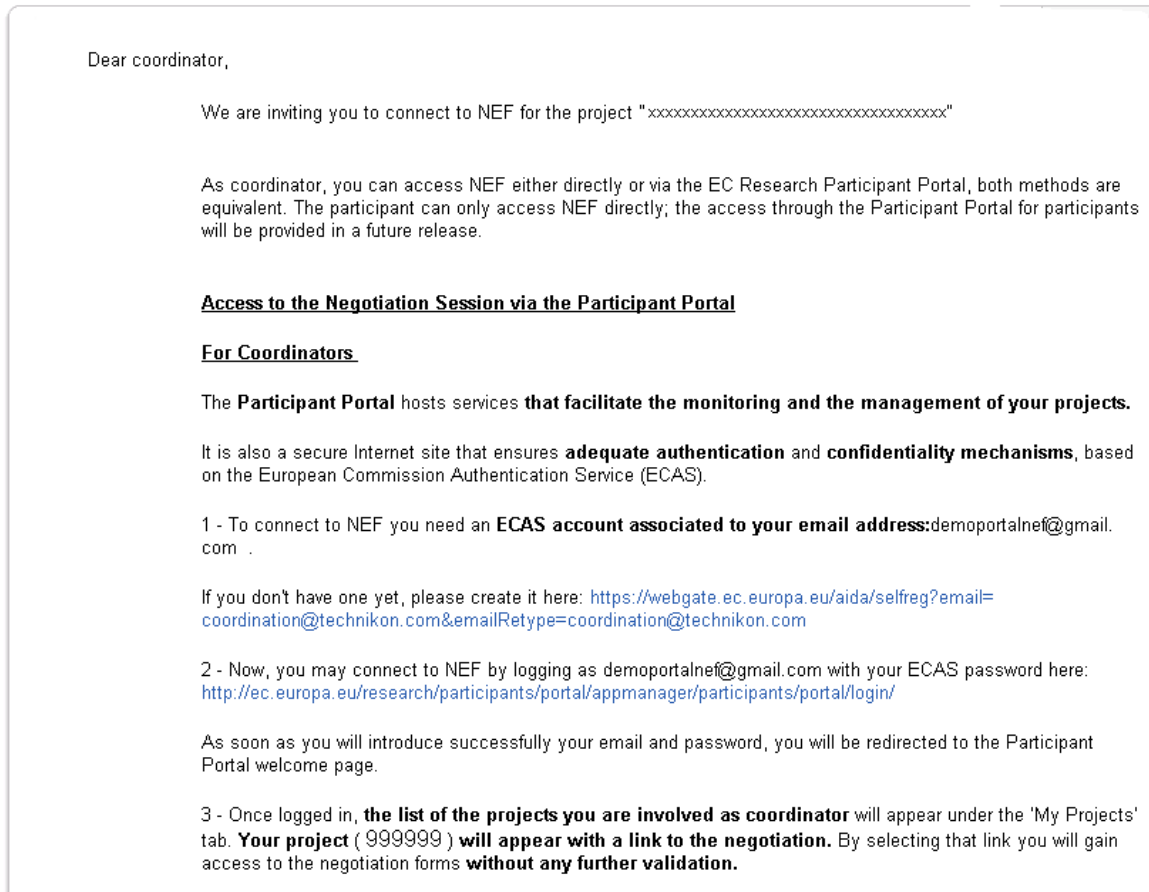 Dear coordinator,
We are inviting you to connect to NEF for the project "xxxxxxxxxxxxxxxxxxxxxxxxxxxxxxxxxxx"
As coordinator, you can access NEF either directly or via the EC Research Participant Portal, both methods are
equivalent. The participant can only access NEF directly; the access through the Participant Portal for participants
will be provided in a future release.
Access to the Negotiation Session via the Participant Portal
For Coordinators
The Participant Portal hosts services that facilitate the monitoring and the management of your projects.
It is also a secure Internet site that ensures adequate authentication and confidentiality mechanisms, based
on the European Commission Authentication Service (ECAS).
1 - To connect to NEF you need an ECAS account associated to your email address:demoportalnef@gmail.
com .
If you don't have one yet, please create it here: https://webgate.ec.europa.eu/aida/selfreg?email=
coordination@technikon.com&emailRetype=coordination@technikon.com
2 - Now, you may connect to NEF by logging as demoportalnef@gmail.com with your ECAS password here:
http://ec.europa.eu/research/participants/portal/appmanager/participants/portal/login/
As soon as you will introduce successfully your email and password, you will be redirected to the Participant
Portal welcome page.
3 - Once logged in, the list of the projects you are involved as coordinator will appear under the 'My Projects'
tab. Your project ( 999999 ) will appear with a link to the negotiation. By selecting that link you will gain
access to the negotiation forms without any further validation.